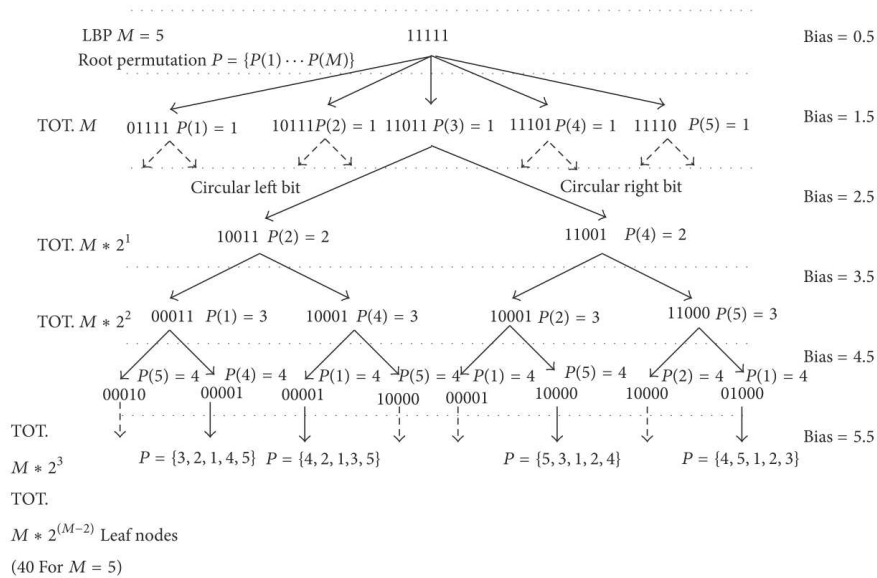 LBP M = 5 11111 Bias = 0.5
Root permutation P = {P(1) ⋯ P(M)}
TOT. M 01111 P(1) = 1 10111P(2) = 1 11011 P(3) = 1 11101 P(4) = 1 11110 P(5) = 1 Bias = 1.5
Circular left bit Circular right bit Bias = 2.5
TOT. M ∗ 2^1 10011 P(2) = 2 11001 P(4) = 2
Bias = 3.5
TOT. M ∗ 2^2 00011 P(1) = 3 10001 P(4) = 3 10001 P(2) = 3 11000 P(5) = 3
Bias = 4.5
P(5) = 4 P(4) = 4 P(1) = 4 P(5) = 4 P(1) = 4 P(5) = 4 P(2) = 4 P(1) = 4
00010 00001 00001 10000 00001 10000 10000 01000
TOT. Bias = 5.5
M ∗ 2^3 P = {3, 2, 1, 4, 5} P = {4, 2, 1,3, 5} P = {5, 3, 1, 2, 4} P = {4, 5, 1, 2, 3}
TOT.
M ∗ 2^(M−2) Leaf nodes
(40 For M = 5)